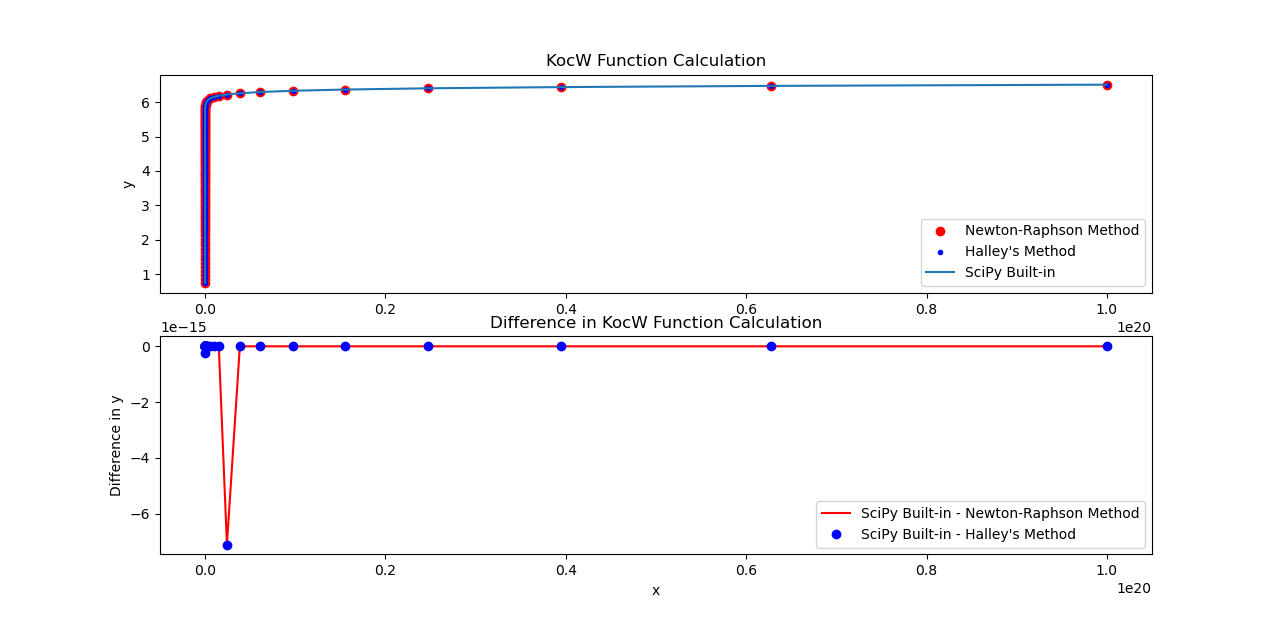 KocW Function Calculation
6
5
4
3
2
1
y
Newton-Raphson Method
Halley's Method
SciPy Built-in
0.0 0.2 0.4 0.6 0.8 1.0
1e20
Difference in KocW Function Calculation
1e−15
0
−2
−4
−6
Difference in y
SciPy Built-in - Newton-Raphson Method
SciPy Built-in - Halley's Method
0.0 0.2 0.4 0.6 0.8 1.0
1e20
x